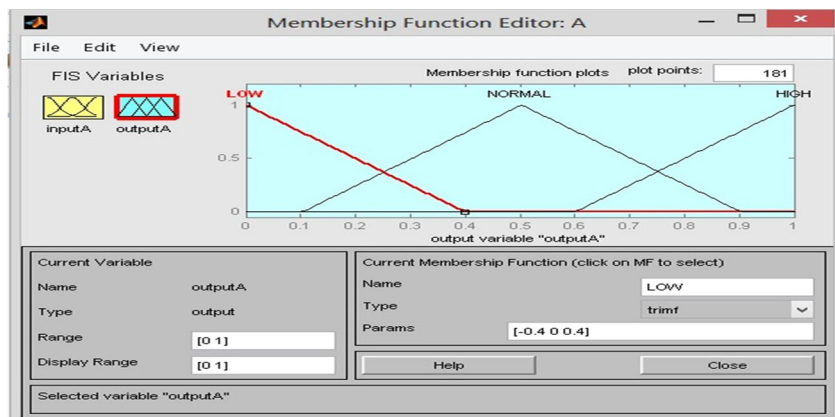 Membership Function Editor: A
File Edit View
FIS Variables
inputA outputA
Membership function plots plot points: 181
LOW NORMAL HIGH
1
0.5
0
0 0.1 0.2 0.3 0.4 0.5 0.6 0.7 0.8 0.9 1
output variable "outputA"
Current Variable
Name outputA
Type output
Range [0 1]
Display Range [0 1]
Current Membership Function (click on MF to select)
Name LOW
Type trimf
Params [-0.4 0 0.4]
Help Close
Selected variable "outputA"